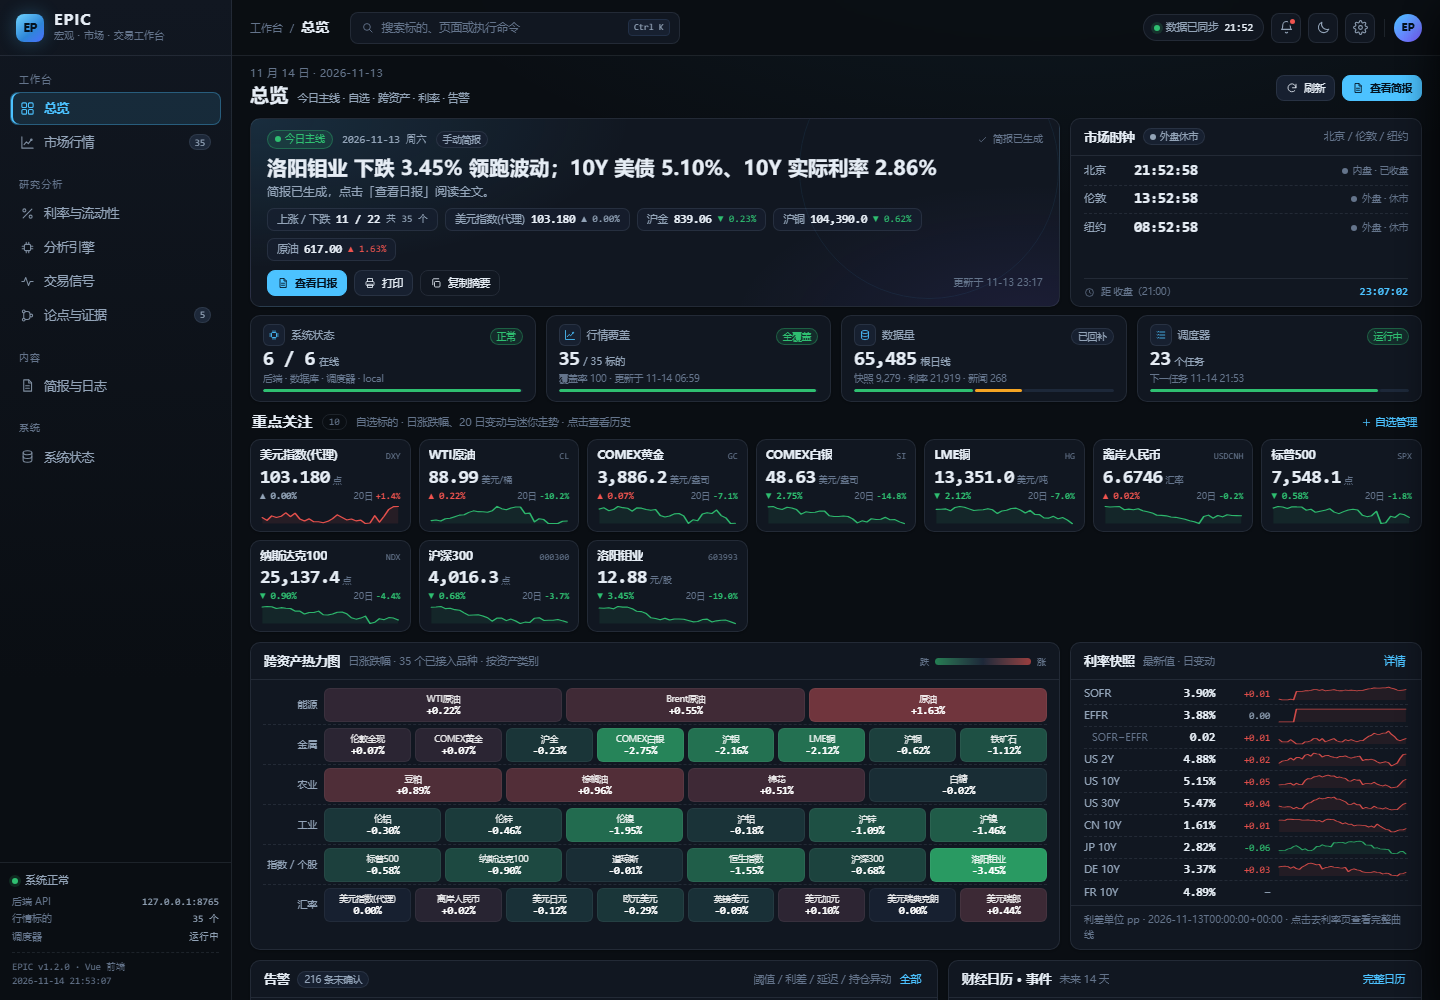 EP
EPIC
宏观 · 市场 · 交易工作台
工作台 / 总览
搜索标的、页面或执行命令
Ctrl K
数据已同步 21:52
EP
工作台
总览
市场行情 35
研究分析
利率与流动性
分析引擎
交易信号
论点与证据 5
内容
简报与日志
系统
系统状态
系统正常
后端 API 127.0.0.1:8765
行情标的 35 个
调度器 运行中
EPIC v1.2.0 · Vue 前端
2026-11-14 21:53:07
11 月 14 日 · 2026-11-13
总览 今日主线 · 自选 · 跨资产 · 利率 · 告警
刷新
查看简报
今日主线 2026-11-13 周六 手动简报
简报已生成
洛阳钼业 下跌 3.45% 领跑波动；10Y 美债 5.10%、10Y 实际利率 2.86%
简报已生成，点击「查看日报」阅读全文。
上涨 / 下跌 11 / 22 共 35 个
美元指数(代理) 103.180 ▲ 0.00%
沪金 839.06 ▼ 0.23%
沪铜 104,390.0 ▼ 0.62%
原油 617.00 ▲ 1.63%
查看日报
打印
复制摘要
更新于 11-13 23:17
市场时钟 外盘休市 北京 / 伦敦 / 纽约
北京 21:52:58 内盘 · 已收盘
伦敦 13:52:58 外盘 · 休市
纽约 08:52:58 外盘 · 休市
距 收盘 (21:00) 23:07:02
系统状态 正常
6 / 6 在线
后端 · 数据库 · 调度器 · local
行情覆盖 全覆盖
35 / 35 标的
覆盖率 100 · 更新于 11-14 06:59
数据量 已回补
65,485 根日线
快照 9,279 · 利率 21,919 · 新闻 268
调度器 运行中
23 个任务
下一任务 11-14 21:53
重点关注 10 自选标的 · 日涨跌幅、20 日变动与迷你走势 · 点击查看历史
+ 自选管理
美元指数(代理) DXY
103.180 点
▲ 0.00% 20日 +1.4%
WTI原油 CL
88.99 美元/桶
▲ 0.22% 20日 -10.2%
COMEX黄金 GC
3,886.2 美元/盎司
▲ 0.07% 20日 -7.1%
COMEX白银 SI
48.63 美元/盎司
▼ 2.75% 20日 -14.8%
LME铜 HG
13,351.0 美元/吨
▼ 2.12% 20日 -7.0%
离岸人民币 USDCNH
6.6746 汇率
▲ 0.02% 20日 -0.2%
标普500 SPX
7,548.1 点
▼ 0.58% 20日 -1.8%
纳斯达克100 NDX
25,137.4 点
▼ 0.90% 20日 -4.4%
沪深300 000300
4,016.3 点
▼ 0.68% 20日 -3.7%
洛阳钼业 603993
12.88 元/股
▼ 3.45% 20日 -19.0%
跨资产热力图 日涨跌幅 · 35 个已接入品种 · 按资产类别
跌 涨
能源
WTI原油 +0.22%
Brent原油 +0.55%
原油 +1.63%
金属
伦敦金现 +0.07%
COMEX黄金 +0.07%
沪金 -0.23%
COMEX白银 -2.75%
沪银 -2.16%
LME铜 -2.12%
沪铜 -0.62%
铁矿石 -1.12%
农业
豆粕 +0.89%
棕榈油 +0.96%
棉花 +0.51%
白糖 -0.02%
工业
伦铝 -0.30%
伦锌 -0.46%
伦镍 -1.95%
沪铝 -0.18%
沪锌 -1.09%
沪镍 -1.46%
指数 / 个股
标普500 -0.58%
纳斯达克100 -0.90%
道琼斯 -0.01%
恒生指数 -1.55%
沪深300 -0.68%
洛阳钼业 -3.45%
汇率
美元指数(代理) 0.00%
离岸人民币 +0.02%
美元日元 -0.12%
欧元美元 -0.29%
英镑美元 -0.09%
美元加元 +0.10%
美元瑞典克朗 0.00%
美元瑞郎 +0.44%
利率快照 最新值 · 日变动 详情
SOFR 3.90% +0.01
EFFR 3.88% 0.00
SOFR−EFFR 0.02 +0.01
US 2Y 4.88% +0.02
US 10Y 5.15% +0.05
US 30Y 5.47% +0.04
CN 10Y 1.61% +0.01
JP 10Y 2.82% -0.06
DE 10Y 3.37% +0.03
FR 10Y 4.89% —
利差单位 pp · 2026-11-13T00:00:00+00:00 · 点击去利率页查看完整曲
线
告警 216 条未确认 阈值 / 利差 / 延迟 / 持仓异动 全部
财经日历 • 事件 未来 14 天 完整日历